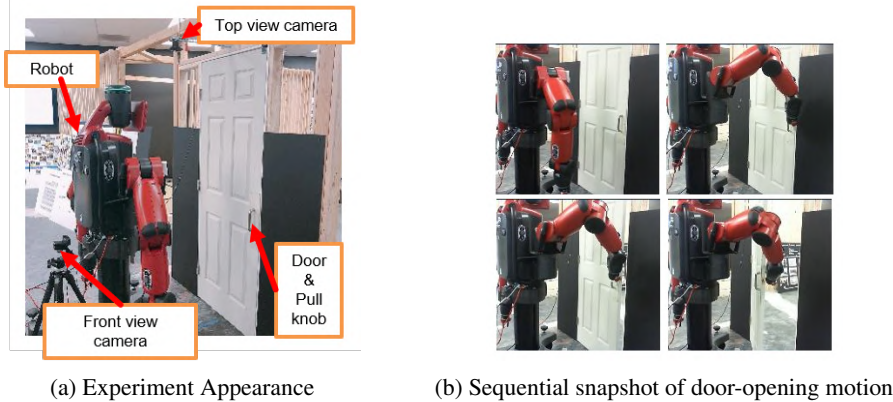 Top view camera
Robot
Door
&
Pull
knob
Front view
camera
(a) Experiment Appearance
(b) Sequential snapshot of door-opening motion